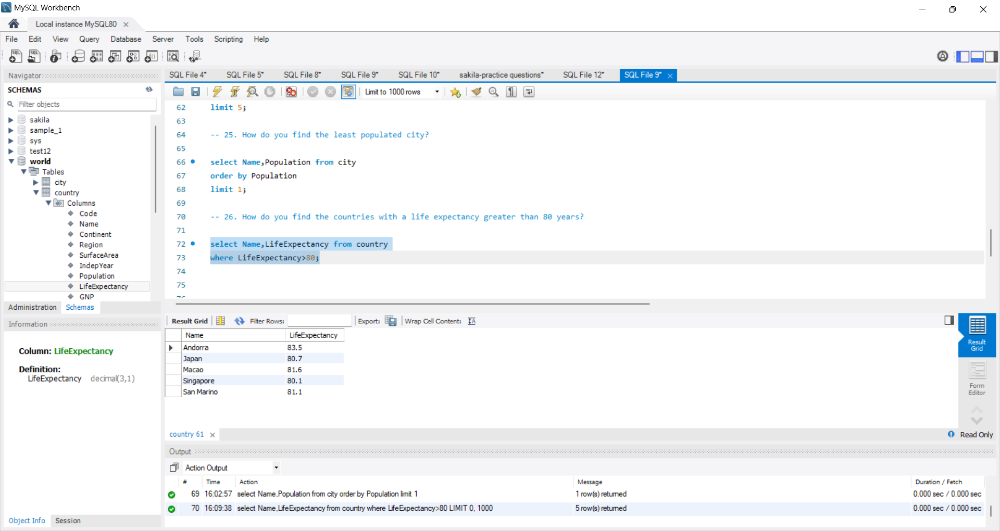 MySQL Workbench
Local instance MySQL80
File Edit View Query Database Server Tools Scripting Help
Navigator
SCHEMAS
Filter objects
sakila
sample_1
sys
test12
world
Tables
city
country
Columns
Code
Name
Continent
Region
SurfaceArea
IndepYear
Population
LifeExpectancy
GNP
Administration Schemas
Information
Column: LifeExpectancy
Definition:
LifeExpectancy decimal(3,1)
Object Info Session
SQL File 4* SQL File 5* SQL File 8* SQL File 9* SQL File 10* sakila-practice questions* SQL File 12* SQL File 9*
Limit to 1000 rows
62 limit 5;
63
64 -- 25. How do you find the least populated city?
65
66 select Name,Population from city
67 order by Population
68 limit 1;
69
70 -- 26. How do you find the countries with a life expectancy greater than 80 years?
71
72 select Name,LifeExpectancy from country
73 where LifeExpectancy>80;
74
75
76
Result Grid Filter Rows: Export: Wrap Cell Content:
Name LifeExpectancy
Andorra 83.5
Japan 80.7
Macao 81.6
Singapore 80.1
San Marino 81.1
Result
Grid
Form
Editor
country 61
Read Only
Output
Action Output
# Time Action Message Duration / Fetch
69 16:02:57 select Name,Population from city order by Population limit 1 1 row(s) returned 0.000 sec / 0.000 sec
70 16:09:38 select Name,LifeExpectancy from country where LifeExpectancy>80 LIMIT 0, 1000 5 row(s) returned 0.000 sec / 0.000 sec